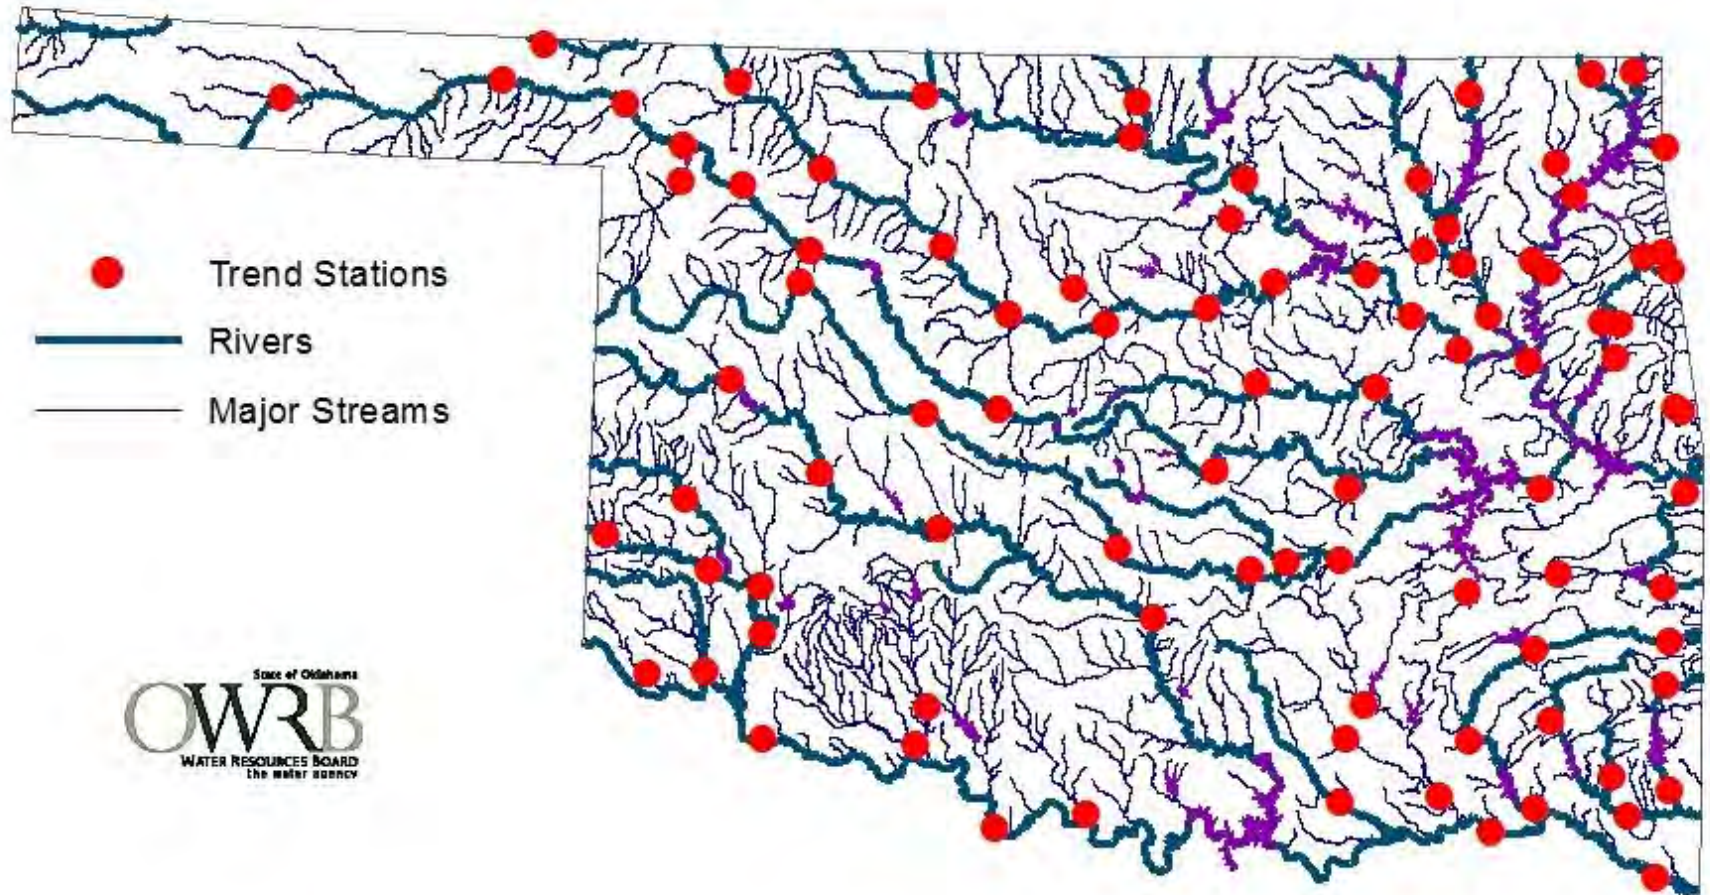 Trend Stations
Rivers
Major Streams
State of Oklahoma
OWRB
WATER RESOURCES BOARD
the water agency